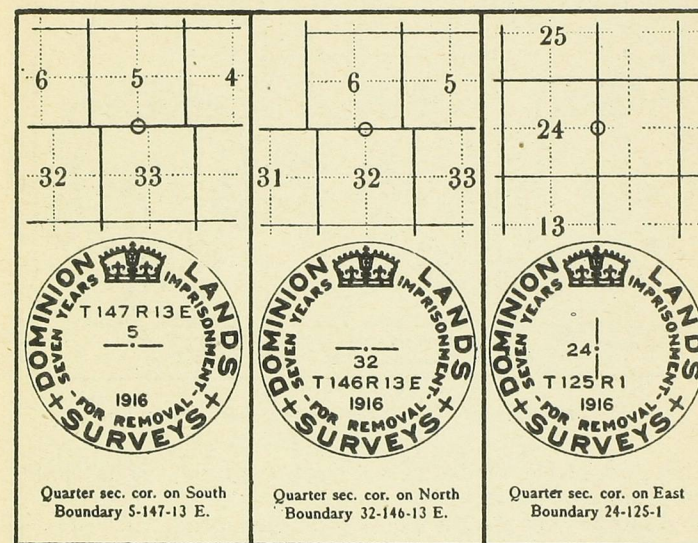 6 5 4
32 33
DOMINION LANDS
SEVEN YEARS IMPRISONMENT
T147 R13 E
5
1916
- FOR REMOVAL -
+ SURVEYS +
Quarter sec. cor. on South
Boundary 5-147-13 E.
6 5
31 32 33
DOMINION LANDS
SEVEN YEARS IMPRISONMENT
32
T146 R13 E
1916
- FOR REMOVAL -
+ SURVEYS +
Quarter sec. cor. on North
Boundary 32-146-13 E.
25
24
13
DOMINION LANDS
SEVEN YEARS IMPRISONMENT
24
T125 R1
1916
- FOR REMOVAL -
+ SURVEYS +
Quarter sec. cor. on East
Boundary 24-125-1